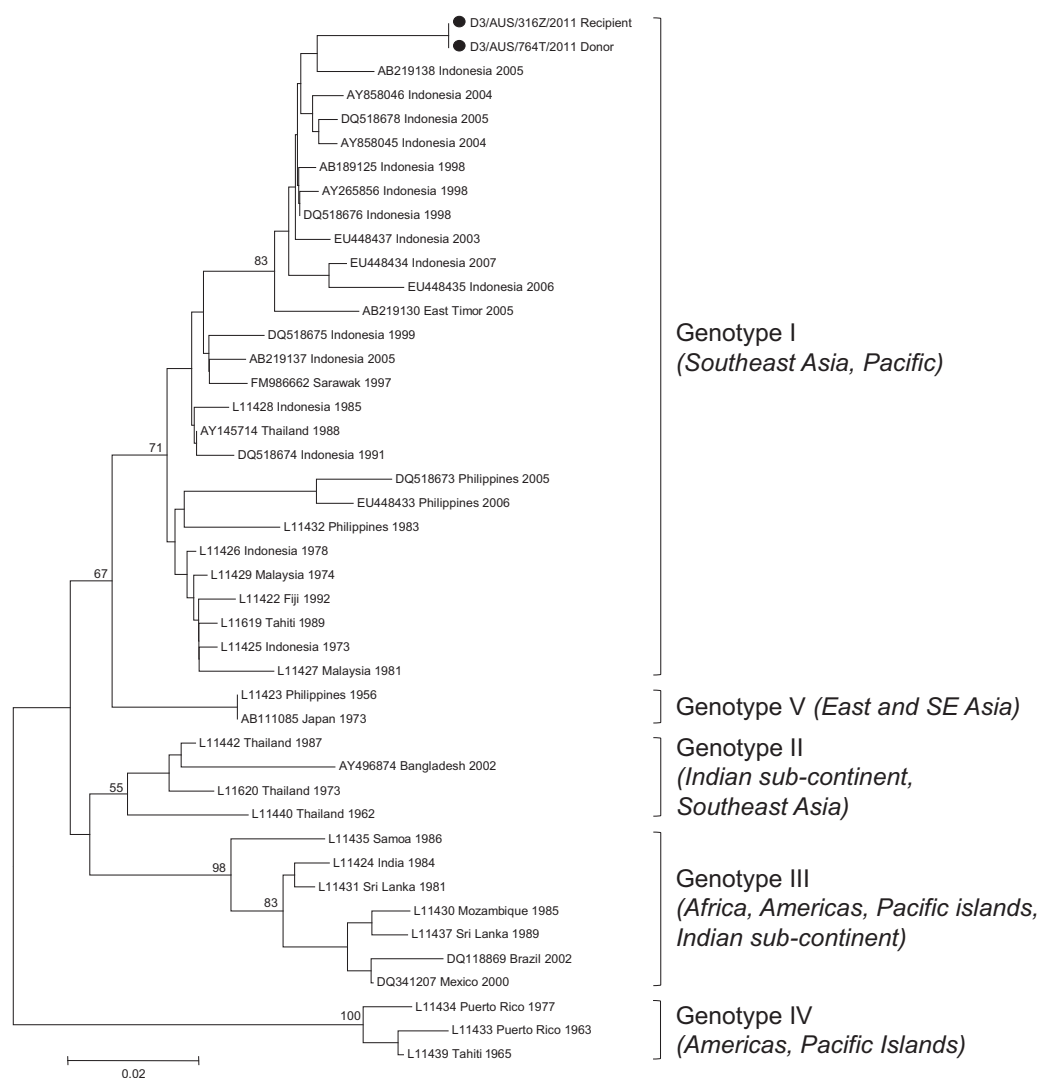 D3/AUS/316Z/2011 Recipient
D3/AUS/764T/2011 Donor
AB219138 Indonesia 2005
AY858046 Indonesia 2004
DQ518678 Indonesia 2005
AY858045 Indonesia 2004
AB189125 Indonesia 1998
AY265856 Indonesia 1998
DQ518676 Indonesia 1998
EU448437 Indonesia 2003
83
EU448434 Indonesia 2007
EU448435 Indonesia 2006
AB219130 East Timor 2005
DQ518675 Indonesia 1999
AB219137 Indonesia 2005
FM986662 Sarawak 1997
L11428 Indonesia 1985
AY145714 Thailand 1988
71
DQ518674 Indonesia 1991
DQ518673 Philippines 2005
EU448433 Philippines 2006
L11432 Philippines 1983
L11426 Indonesia 1978
67
L11429 Malaysia 1974
L11422 Fiji 1992
L11619 Tahiti 1989
L11425 Indonesia 1973
L11427 Malaysia 1981
Genotype I
(Southeast Asia, Pacific)
L11423 Philippines 1956
AB111085 Japan 1973
Genotype V (East and SE Asia)
L11442 Thailand 1987
AY496874 Bangladesh 2002
55
L11620 Thailand 1973
L11440 Thailand 1962
Genotype II
(Indian sub-continent,
Southeast Asia)
L11435 Samoa 1986
98
L11424 India 1984
L11431 Sri Lanka 1981
83
L11430 Mozambique 1985
L11437 Sri Lanka 1989
DQ118869 Brazil 2002
DQ341207 Mexico 2000
Genotype III
(Africa, Americas, Pacific islands,
Indian sub-continent)
L11434 Puerto Rico 1977
100
L11433 Puerto Rico 1963
L11439 Tahiti 1965
Genotype IV
(Americas, Pacific Islands)
0.02